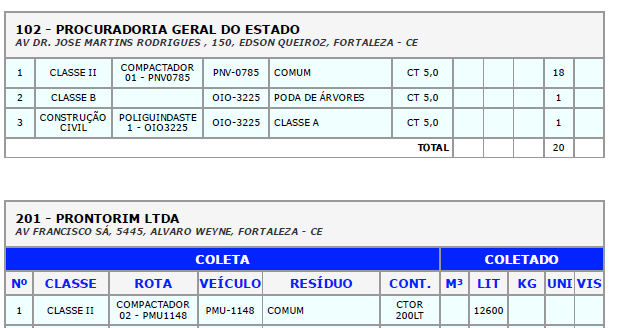 102 - PROCURADORIA GERAL DO ESTADO
AV DR. JOSE MARTINS RODRIGUES , 150, EDSON QUEIROZ, FORTALEZA - CE
1 CLASSE II COMPACTADOR 01 - PNV0785 PNV-0785 COMUM CT 5,0 18
2 CLASSE B OIO-3225 PODA DE ÁRVORES CT 5,0 1
3 CONSTRUÇÃO CIVIL POLIGUINDASTE 1 - OIO3225 OIO-3225 CLASSE A CT 5,0 1
TOTAL 20
201 - PRONTORIM LTDA
AV FRANCISCO SÁ, 5445, ALVARO WEYNE, FORTALEZA - CE
COLETA COLETADO
Nº CLASSE ROTA VEÍCULO RESÍDUO CONT. M³ LIT KG UNI VIS
1 CLASSE II COMPACTADOR 02 - PMU1148 PMU-1148 COMUM CTOR 200LT 12600